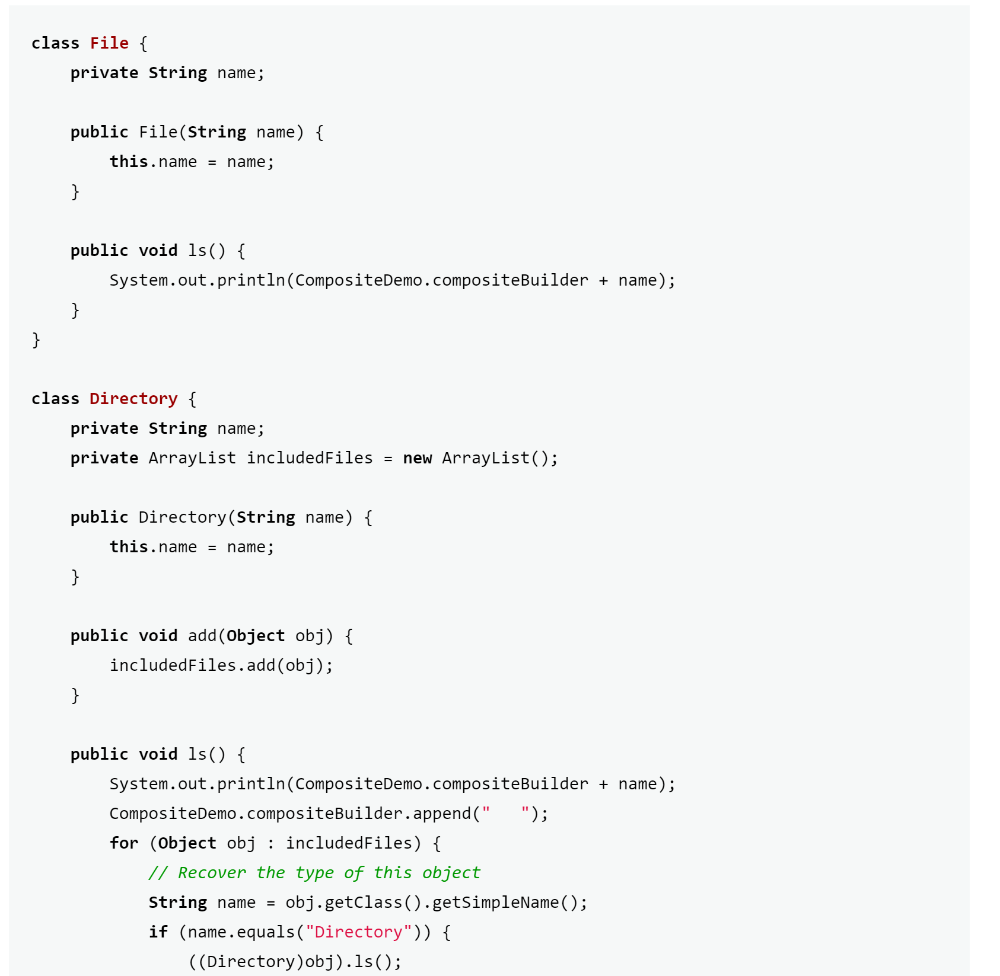 class File {
    private String name;

    public File(String name) {
        this.name = name;
    }

    public void ls() {
        System.out.println(CompositeDemo.compositeBuilder + name);
    }
}

class Directory {
    private String name;
    private ArrayList includedFiles = new ArrayList();

    public Directory(String name) {
        this.name = name;
    }

    public void add(Object obj) {
        includedFiles.add(obj);
    }

    public void ls() {
        System.out.println(CompositeDemo.compositeBuilder + name);
        CompositeDemo.compositeBuilder.append("   ");
        for (Object obj : includedFiles) {
            // Recover the type of this object
            String name = obj.getClass().getSimpleName();
            if (name.equals("Directory")) {
                ((Directory)obj).ls();